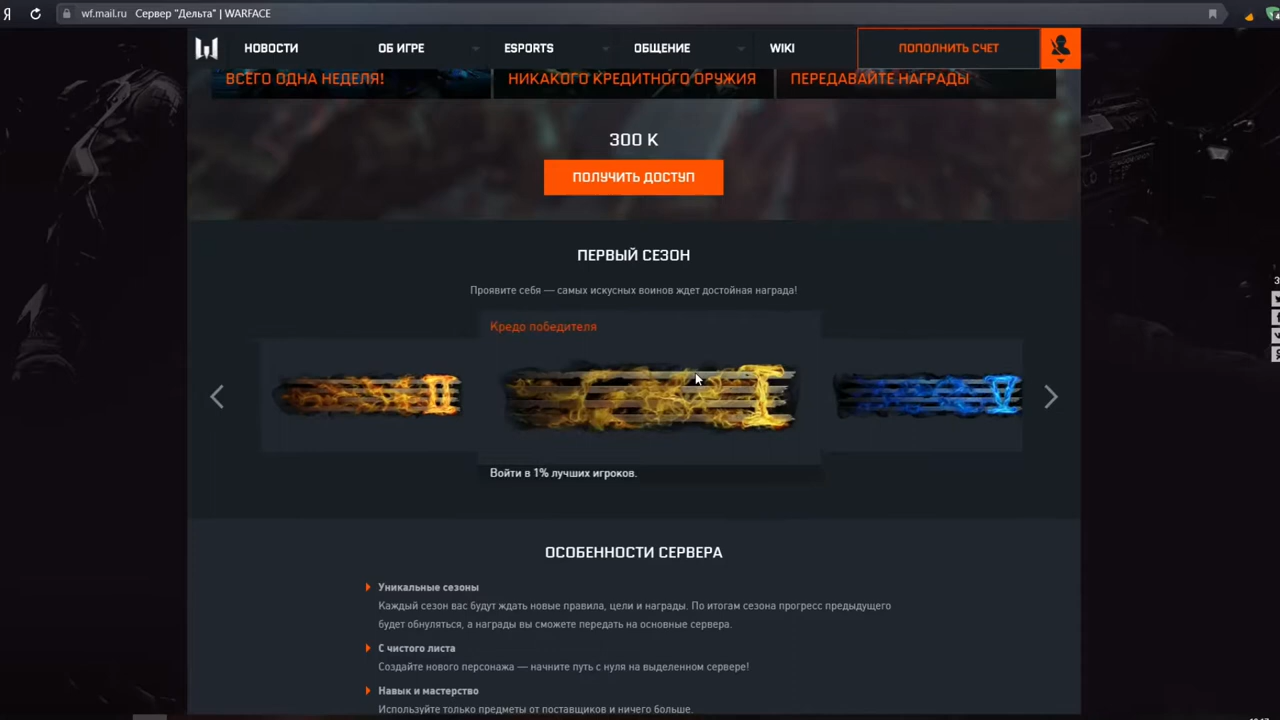 wf.mail.ru Сервер "Дельта" | WARFACE
НОВОСТИ ОБ ИГРЕ ESPORTS ОБЩЕНИЕ WIKI ПОПОЛНИТЬ СЧЕТ
ВСЕГО ОДНА НЕДЕЛЯ! НИКАКОГО КРЕДИТНОГО ОРУЖИЯ ПЕРЕДАВАЙТЕ НАГРАДЫ
300 К
ПОЛУЧИТЬ ДОСТУП
ПЕРВЫЙ СЕЗОН
Проявите себя — самых искусных воинов ждет достойная награда!
Кредо победителя
Войти в 1% лучших игроков.
ОСОБЕННОСТИ СЕРВЕРА
Уникальные сезоны
Каждый сезон вас будут ждать новые правила, цели и награды. По итогам сезона прогресс предыдущего
будет обнуляться, а награды вы сможете передать на основные сервера.
С чистого листа
Создайте нового персонажа — начните путь с нуля на выделенном сервере!
Навык и мастерство
Используйте только предметы от поставщиков и ничего больше.